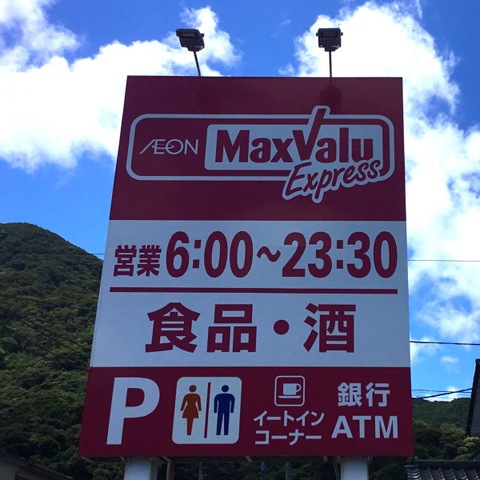 ÆON MaxValu
Express
営業 6:00～23:30
食品・酒
P
イートイン
コーナー
銀行
ATM